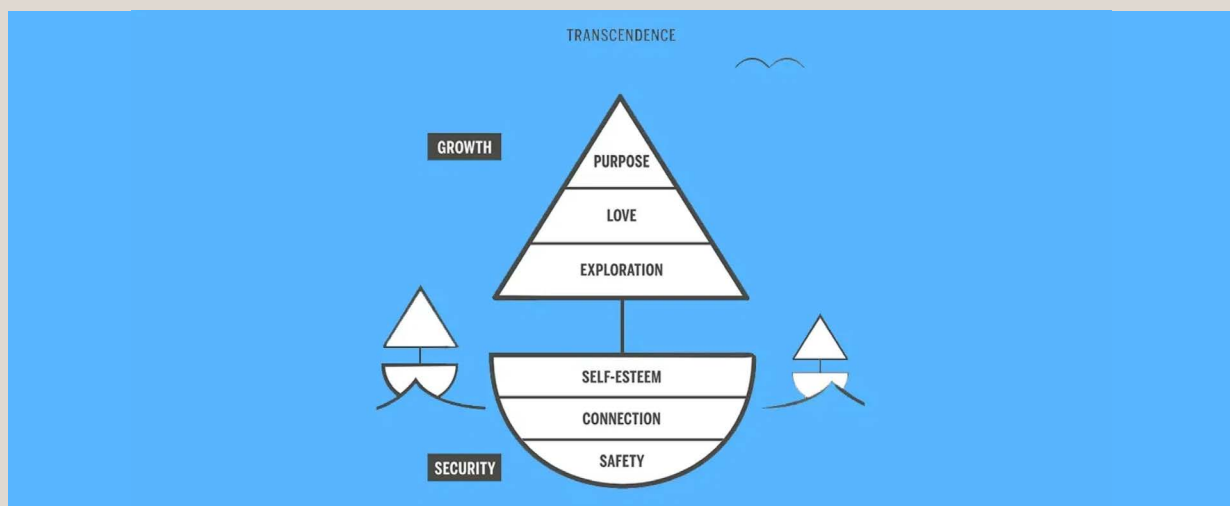 TRANSCENDENCE
GROWTH
PURPOSE
LOVE
EXPLORATION
SELF-ESTEEM
CONNECTION
SAFETY
SECURITY